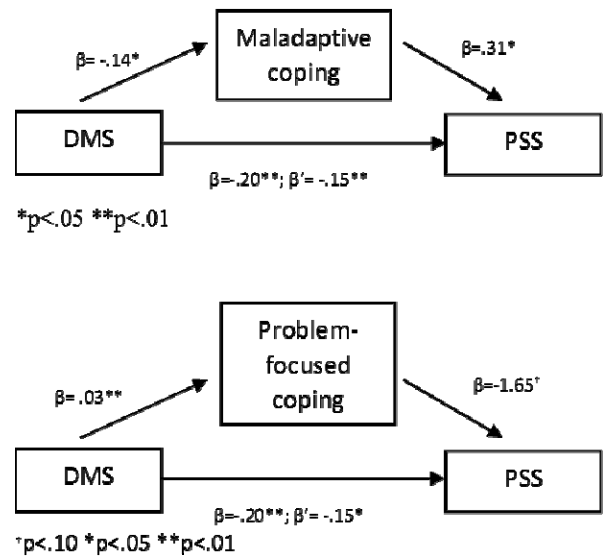 Maladaptive
coping
β= -.14*
β=.31*
DMS
PSS
β=-.20**; β'= -.15**
*p<.05 **p<.01
Problem-
focused
coping
β= .03**
β=-1.65†
DMS
PSS
β=-.20**; β'= -.15*
†p<.10 *p<.05 **p<.01